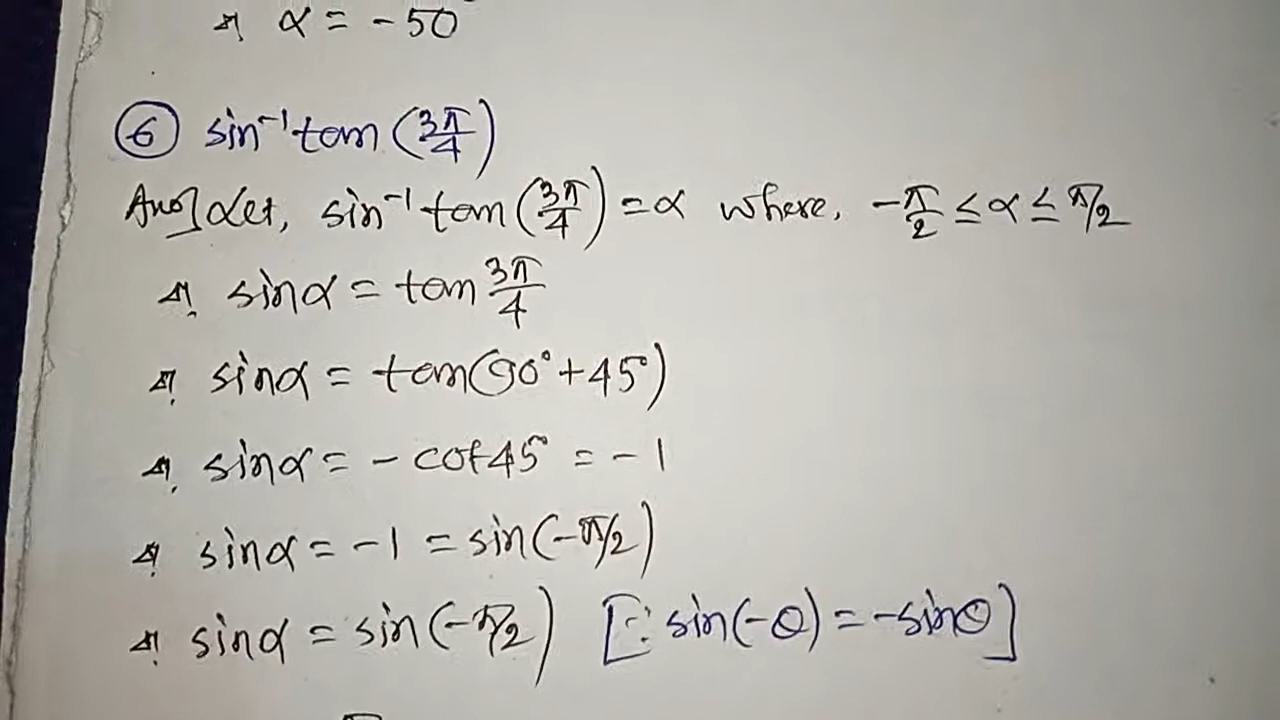 বা α = -50
⑥ sin⁻¹tan(3π/4)
Ans] Let, sin⁻¹tan(3π/4) = α where, -π/2 ≤ α ≤ π/2
বা, sinα = tan 3π/4
বা, sinα = tan(90° + 45°)
বা, sinα = -cot45° = -1
বা, sinα = -1 = sin(-π/2)
বা, sinα = sin(-π/2) [∵ sin(-θ) = -sinθ]